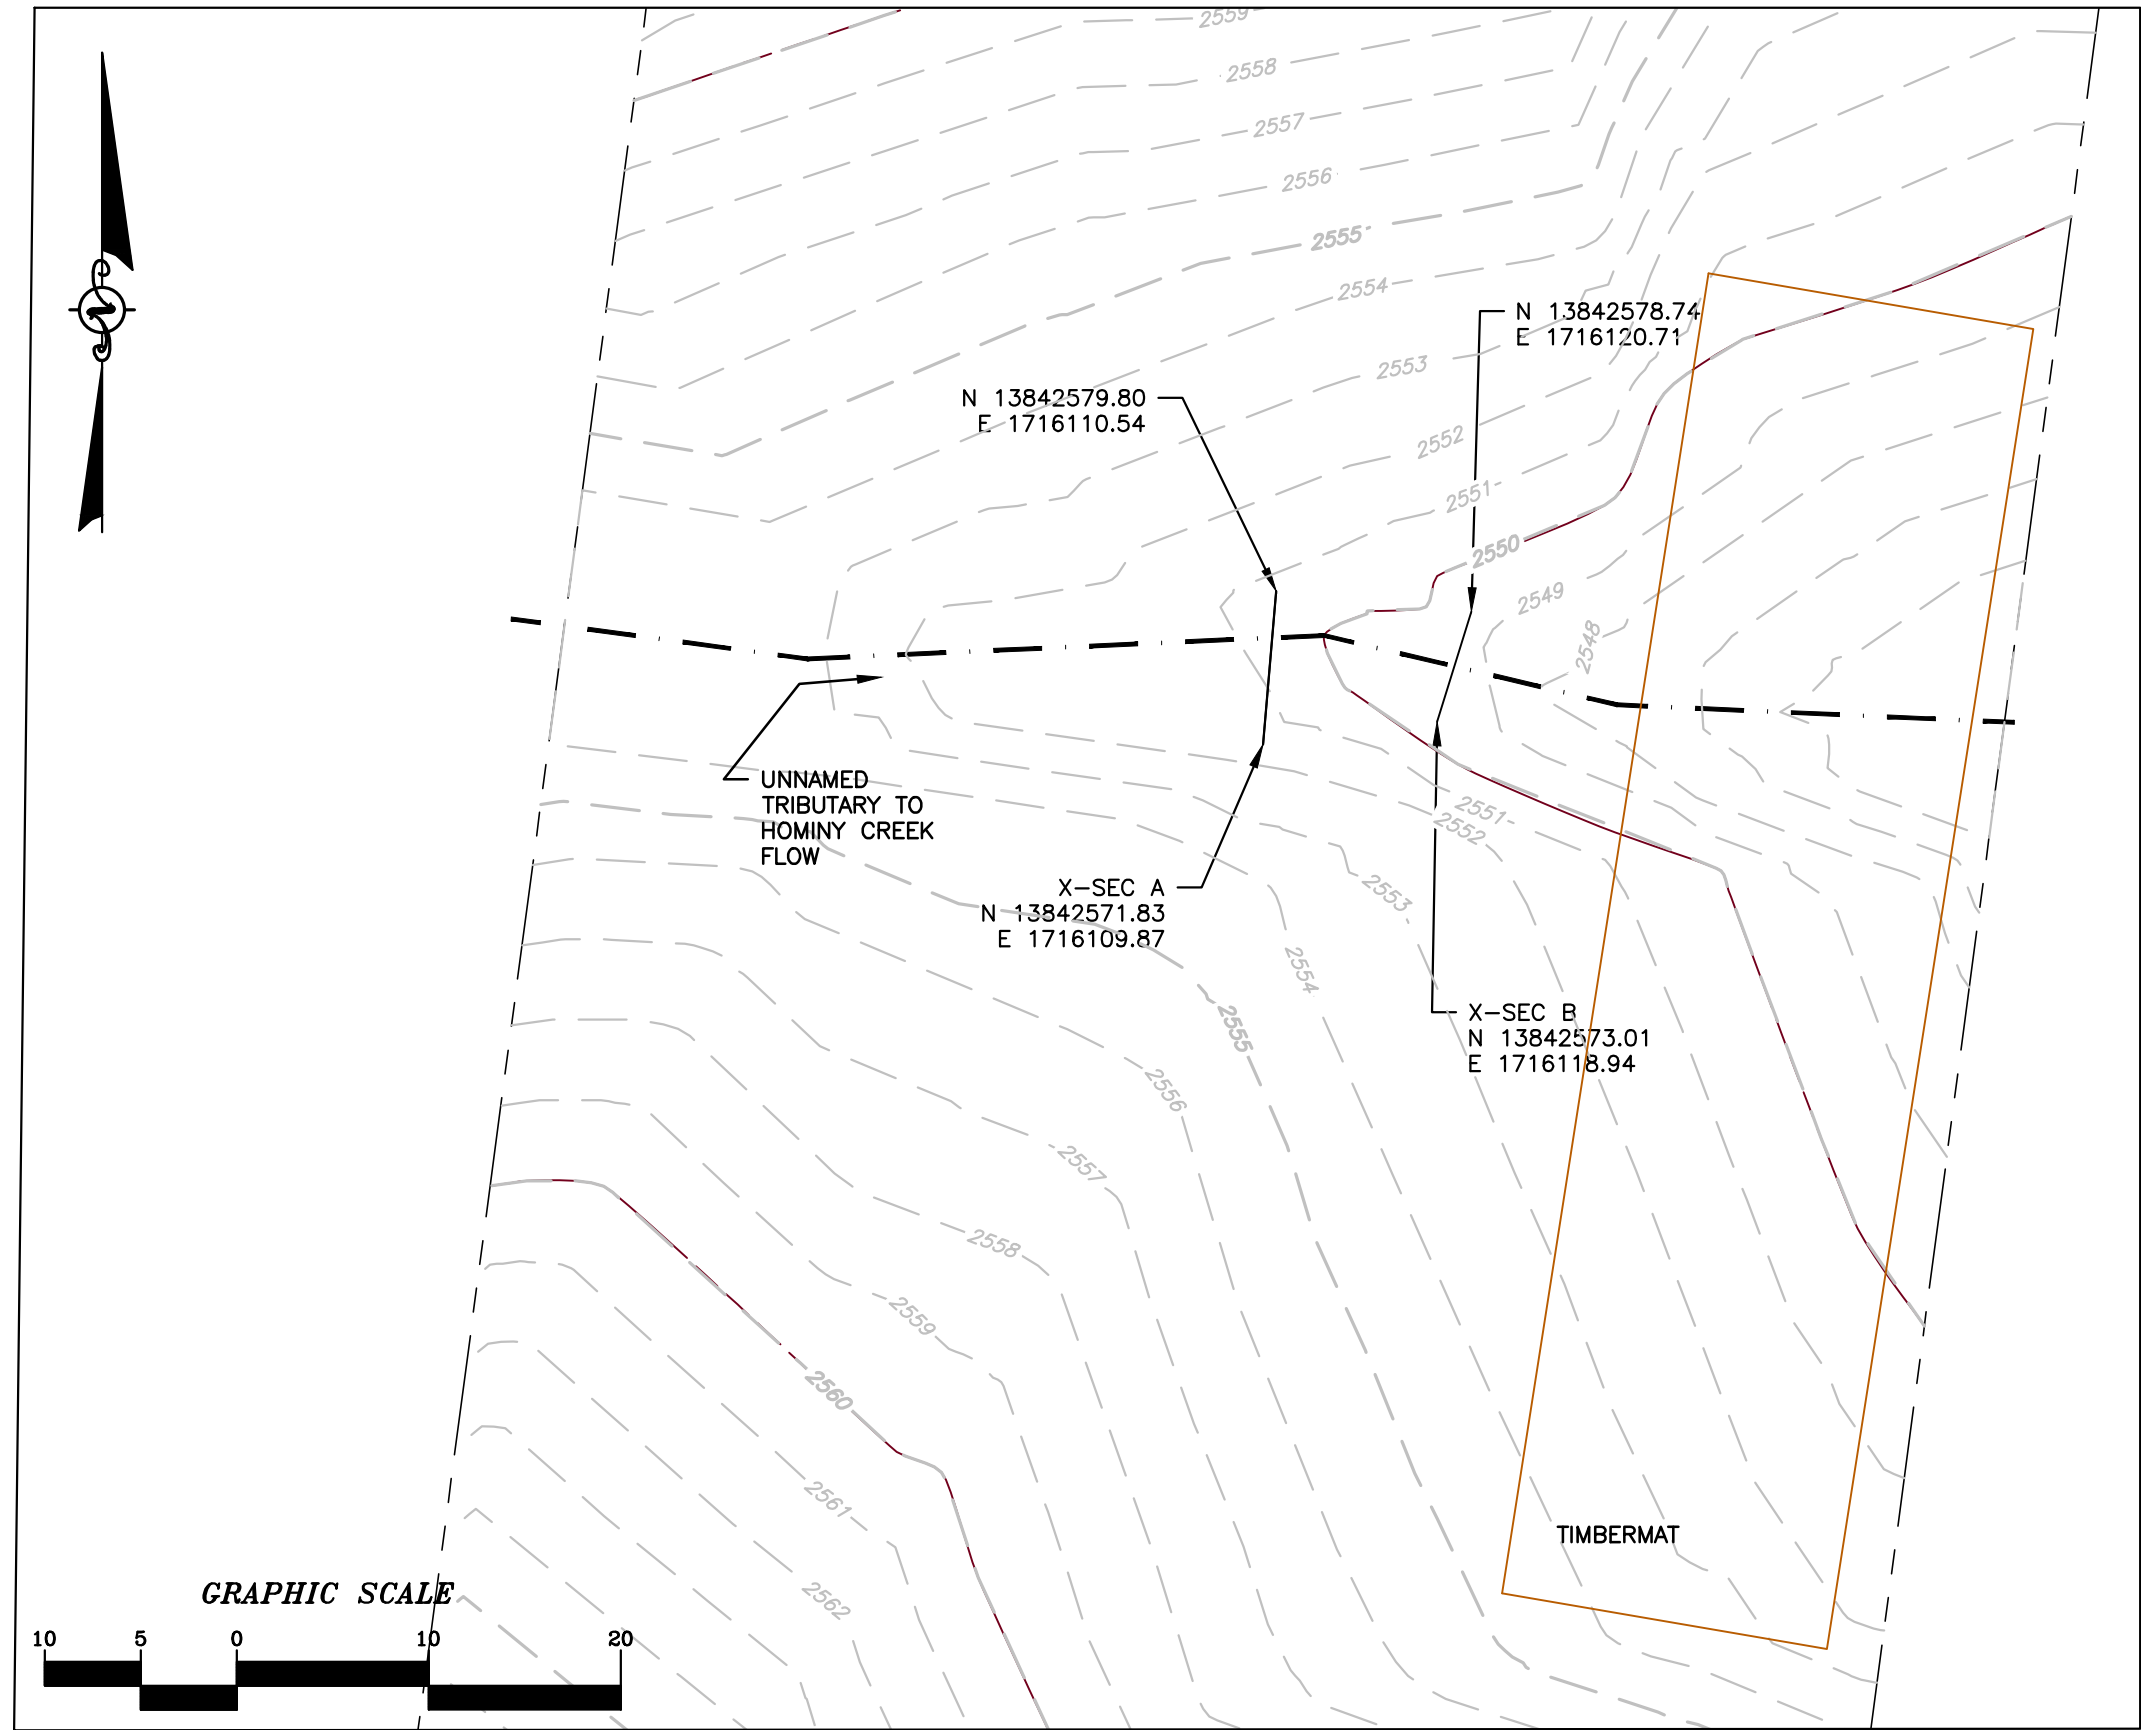 2559
2558
2557
2556
2555
2554
2553
2552
2551
2550
2549
2548
N 13842578.74
E 1716120.71
N 13842579.80
E 1716110.54
N
UNNAMED
TRIBUTARY TO
HOMINY CREEK
FLOW
X-SEC A
N 13842571.83
E 1716109.87
2551
2552
2553
2554
2555
2556
2557
2558
2559
2560
2561
2562
X-SEC B
N 13842573.01
E 1716118.94
TIMBERMAT
GRAPHIC SCALE
10 5 0 10 20